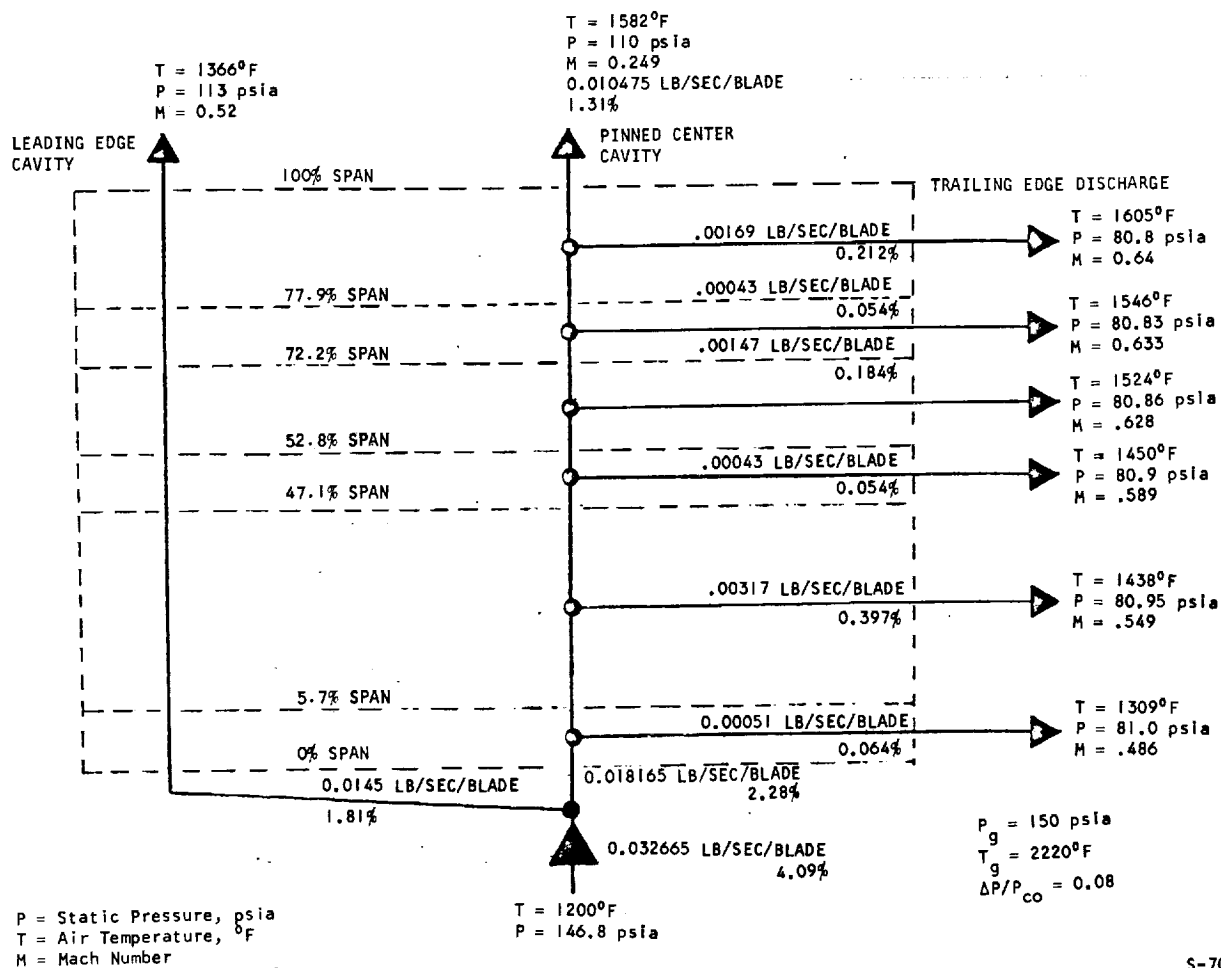 T = 1582°F
P = 110 psia
M = 0.249
0.010475 LB/SEC/BLADE
1.31%
T = 1366°F
P = 113 psia
M = 0.52
LEADING EDGE
CAVITY
PINNED CENTER
CAVITY
100% SPAN
TRAILING EDGE DISCHARGE
.00169 LB/SEC/BLADE
0.212%
T = 1605°F
P = 80.8 psia
M = 0.64
77.9% SPAN
.00043 LB/SEC/BLADE
0.054%
T = 1546°F
P = 80.83 psia
M = 0.633
72.2% SPAN
.00147 LB/SEC/BLADE
0.184%
T = 1524°F
P = 80.86 psia
M = .628
52.8% SPAN
.00043 LB/SEC/BLADE
0.054%
T = 1450°F
P = 80.9 psia
M = .589
47.1% SPAN
.00317 LB/SEC/BLADE
0.397%
T = 1438°F
P = 80.95 psia
M = .549
5.7% SPAN
0.00051 LB/SEC/BLADE
0.064%
T = 1309°F
P = 81.0 psia
M = .486
0% SPAN
0.0145 LB/SEC/BLADE
1.81%
0.018165 LB/SEC/BLADE
2.28%
0.032665 LB/SEC/BLADE
4.09%
Pg = 150 psia
Tg = 2220°F
ΔP/Pco = 0.08
T = 1200°F
P = 146.8 psia
P = Static Pressure, psia
T = Air Temperature, °F
M = Mach Number